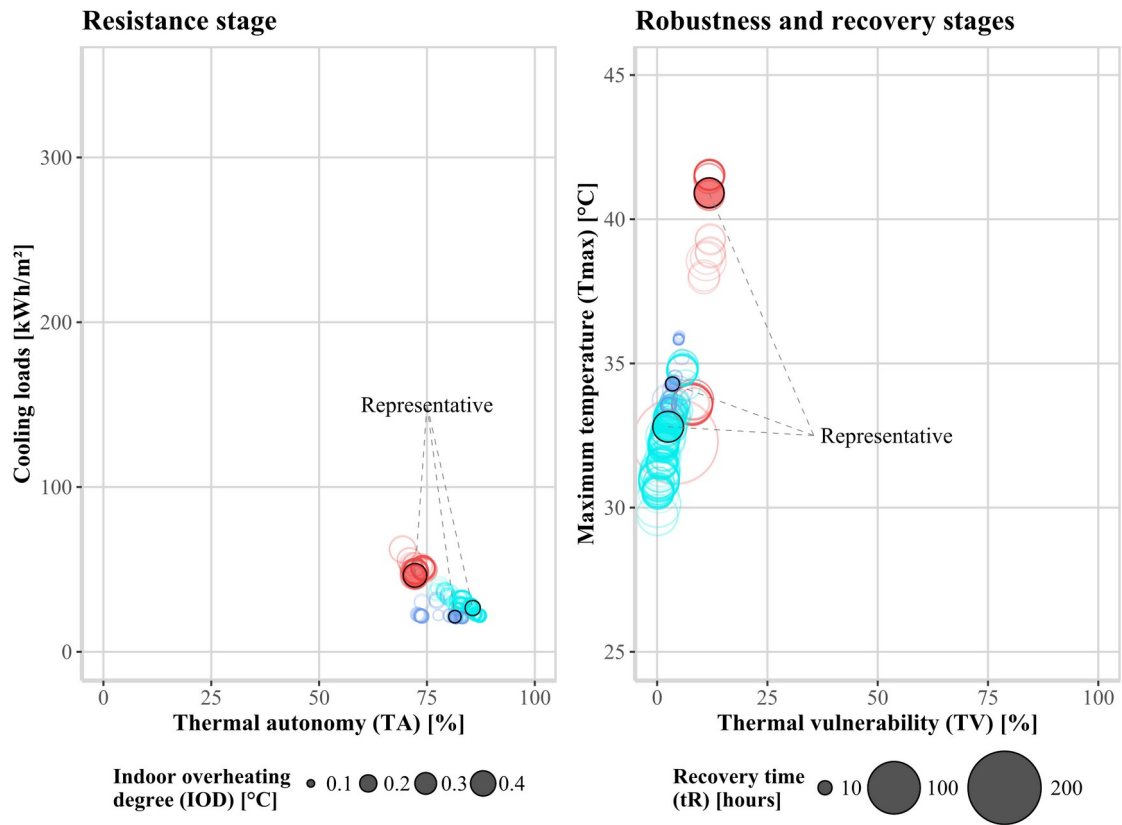 Resistance stage
Robustness and recovery stages
Cooling loads [kWh/m²]
300
200
100
0
Representative
0 25 50 75 100
Thermal autonomy (TA) [%]
Indoor overheating
degree (IOD) [°C]
0.1 0.2 0.3 0.4
Maximum temperature (Tmax) [°C]
45
40
35
30
25
Representative
0 25 50 75 100
Thermal vulnerability (TV) [%]
Recovery time
(tR) [hours]
10 100 200